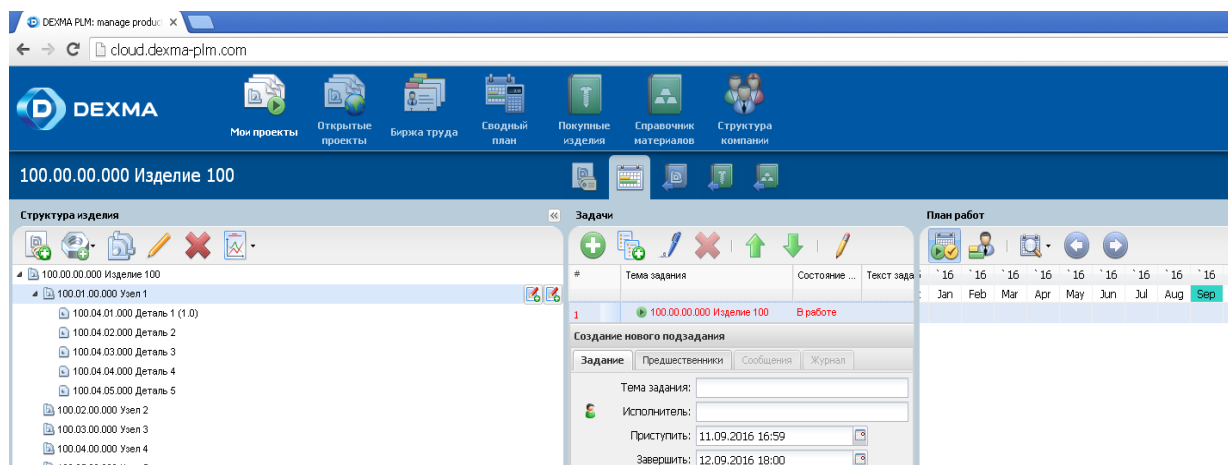 DEXMA PLM: manage produc
cloud.dexma-plm.com
DEXMA
Мои проекты
Открытые проекты
Биржа труда
Сводный план
Покупные изделия
Справочник материалов
Структура компании
100.00.00.000 Изделие 100
Структура изделия
Задачи
План работ
# Тема задания Состояние ... Текст зада
`16 `16 `16 `16 `16 `16 `16 `16 `16
Jan Feb Mar Apr May Jun Jul Aug Sep
100.00.00.000 Изделие 100
100.01.00.000 Узел 1
100.04.01.000 Деталь 1 (1.0)
100.04.02.000 Деталь 2
100.04.03.000 Деталь 3
100.04.04.000 Деталь 4
100.04.05.000 Деталь 5
100.02.00.000 Узел 2
100.03.00.000 Узел 3
100.04.00.000 Узел 4
1 100.00.00.000 Изделие 100 В работе
Создание нового подзадания
Задание Предшественники Сообщения Журнал
Тема задания:
Исполнитель:
Приступить: 11.09.2016 16:59
Завершить: 12.09.2016 18:00